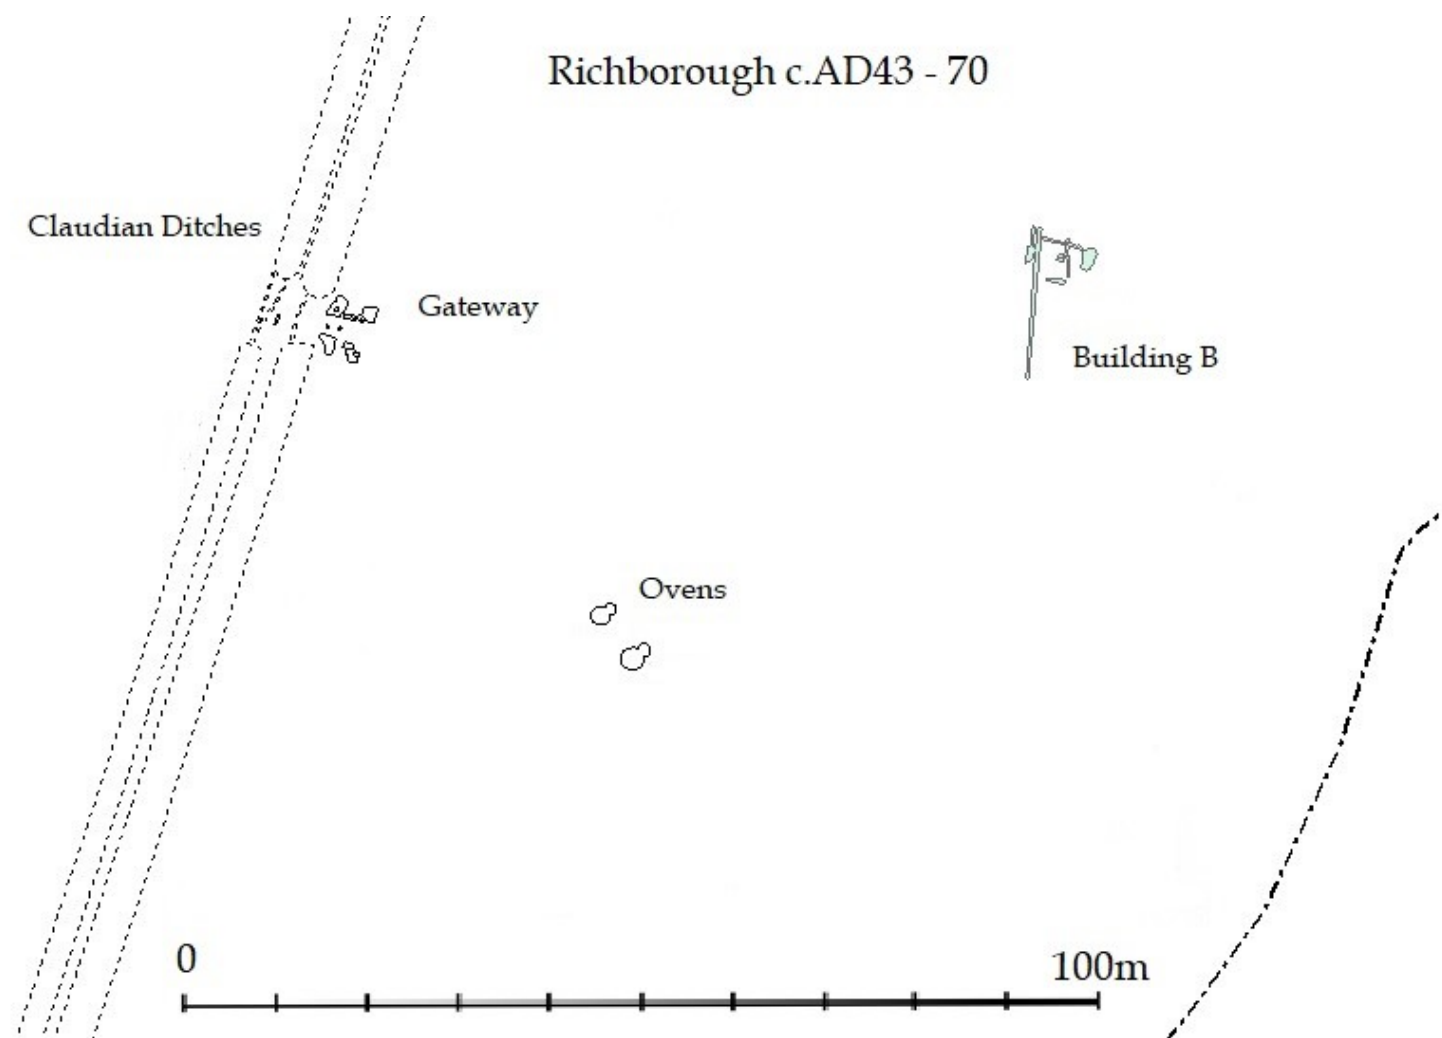 Richborough c.AD43 - 70
Claudian Ditches
Gateway
Building B
Ovens
0
100m